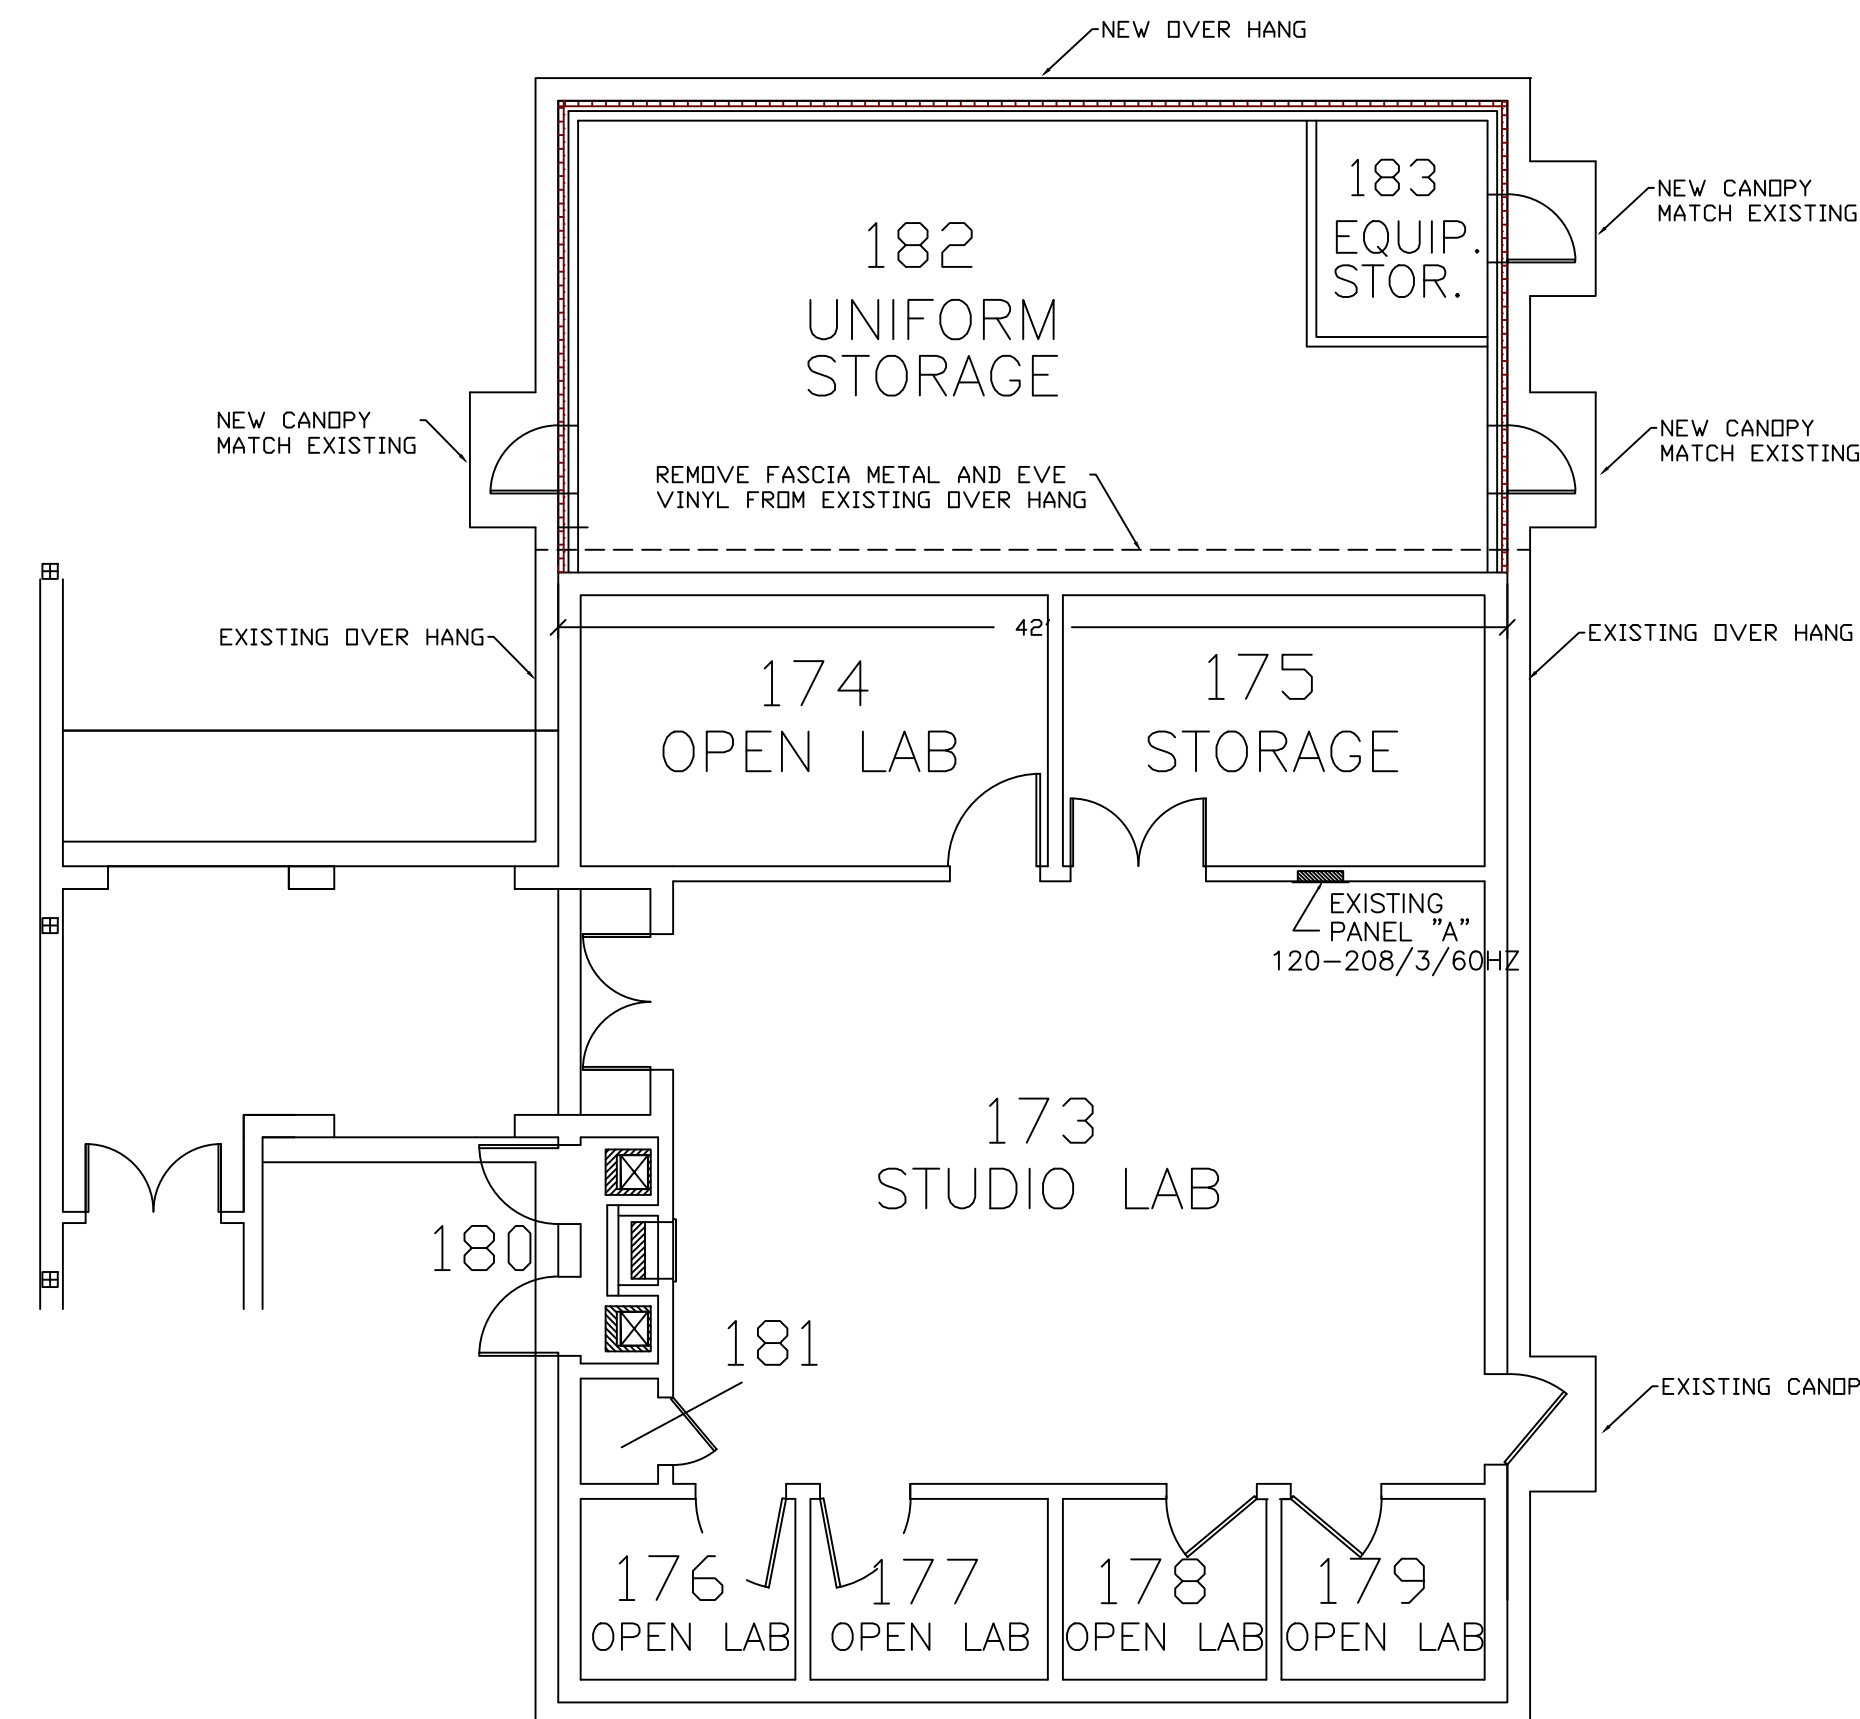 NEW OVER HANG
183
EQUIP.
STOR.
NEW CANOPY
MATCH EXISTING
182
UNIFORM
STORAGE
NEW CANOPY
MATCH EXISTING
NEW CANOPY
MATCH EXISTING
REMOVE FASCIA METAL AND EVE
VINYL FROM EXISTING OVER HANG
EXISTING OVER HANG
42'
EXISTING OVER HANG
174
OPEN LAB
175
STORAGE
EXISTING
PANEL "A"
120-208/3/60HZ
173
STUDIO LAB
180
181
EXISTING CANOP
176
OPEN LAB
177
OPEN LAB
178
OPEN LAB
179
OPEN LAB